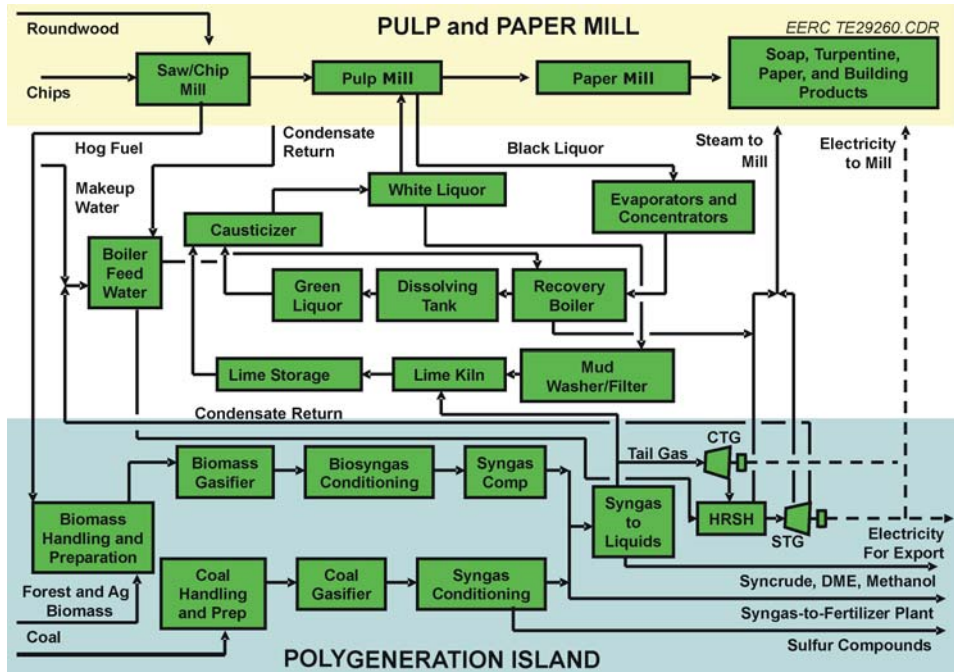 PULP and PAPER MILL
EERC TE29260.CDR
Roundwood
Chips
Saw/Chip
Mill
Pulp Mill
Paper Mill
Soap, Turpentine,
Paper, and Building
Products
Hog Fuel
Condensate
Return
Black Liquor
Steam to
Mill
Electricity
to Mill
Makeup
Water
White Liquor
Evaporators and
Concentrators
Causticizer
Boiler
Feed
Water
Green
Liquor
Dissolving
Tank
Recovery
Boiler
Lime Storage
Lime Kiln
Mud
Washer/Filter
Condensate Return
CTG
Tail Gas
Biomass
Gasifier
Biosyngas
Conditioning
Syngas
Comp
Syngas
to
Liquids
HRSH
STG
Biomass
Handling and
Preparation
Electricity
For Export
Forest and Ag
Biomass
Coal
Handling
and Prep
Coal
Gasifier
Syngas
Conditioning
Syncrude, DME, Methanol
Syngas-to-Fertilizer Plant
Coal
Sulfur Compounds
POLYGENERATION ISLAND